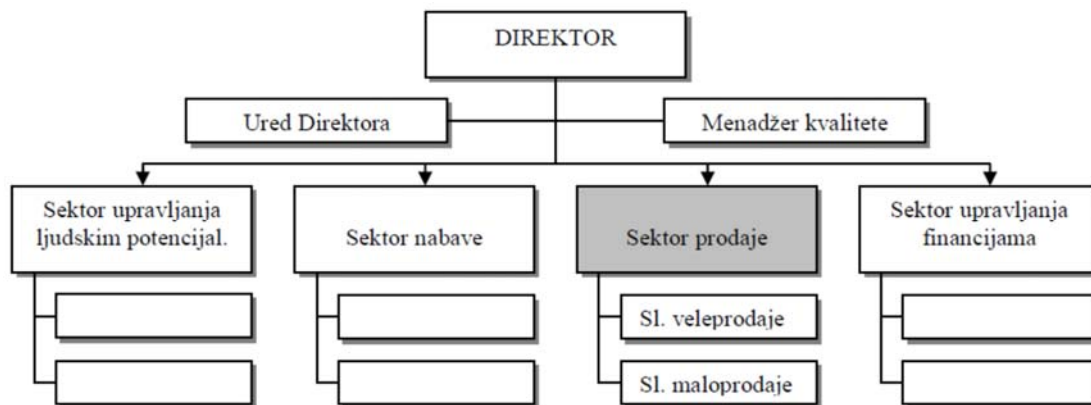 DIREKTOR
Ured Direktora
Menadžer kvalitete
Sektor upravljanja
ljudskim potencijal.
Sektor nabave
Sektor prodaje
Sektor upravljanja
financijama
Sl. veleprodaje
Sl. maloprodaje